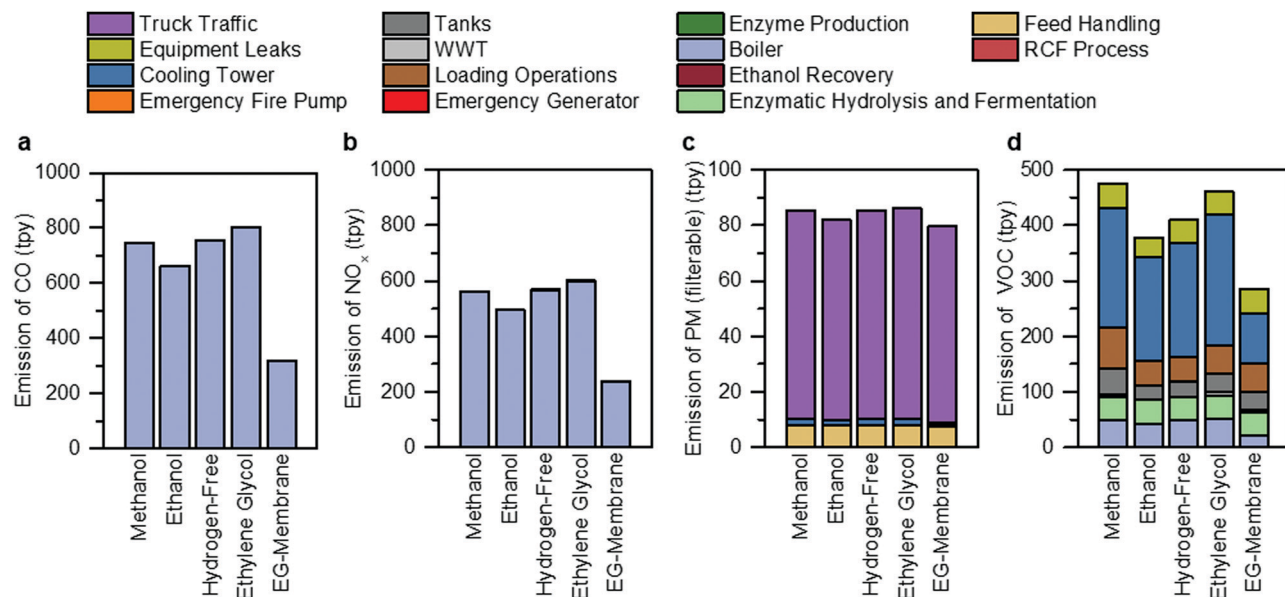 Truck Traffic
Equipment Leaks
Cooling Tower
Emergency Fire Pump
Tanks
WWT
Loading Operations
Emergency Generator
Enzyme Production
Boiler
Ethanol Recovery
Enzymatic Hydrolysis and Fermentation
Feed Handling
RCF Process
a
Emission of CO (tpy)
1000
800
600
400
200
0
Methanol
Ethanol
Hydrogen-Free
Ethylene Glycol
EG-Membrane
b
Emission of NOₓ (tpy)
1000
800
600
400
200
0
Methanol
Ethanol
Hydrogen-Free
Ethylene Glycol
EG-Membrane
c
Emission of PM (filterable) (tpy)
100
80
60
40
20
0
Methanol
Ethanol
Hydrogen-Free
Ethylene Glycol
EG-Membrane
d
Emission of VOC (tpy)
500
400
300
200
100
0
Methanol
Ethanol
Hydrogen-Free
Ethylene Glycol
EG-Membrane